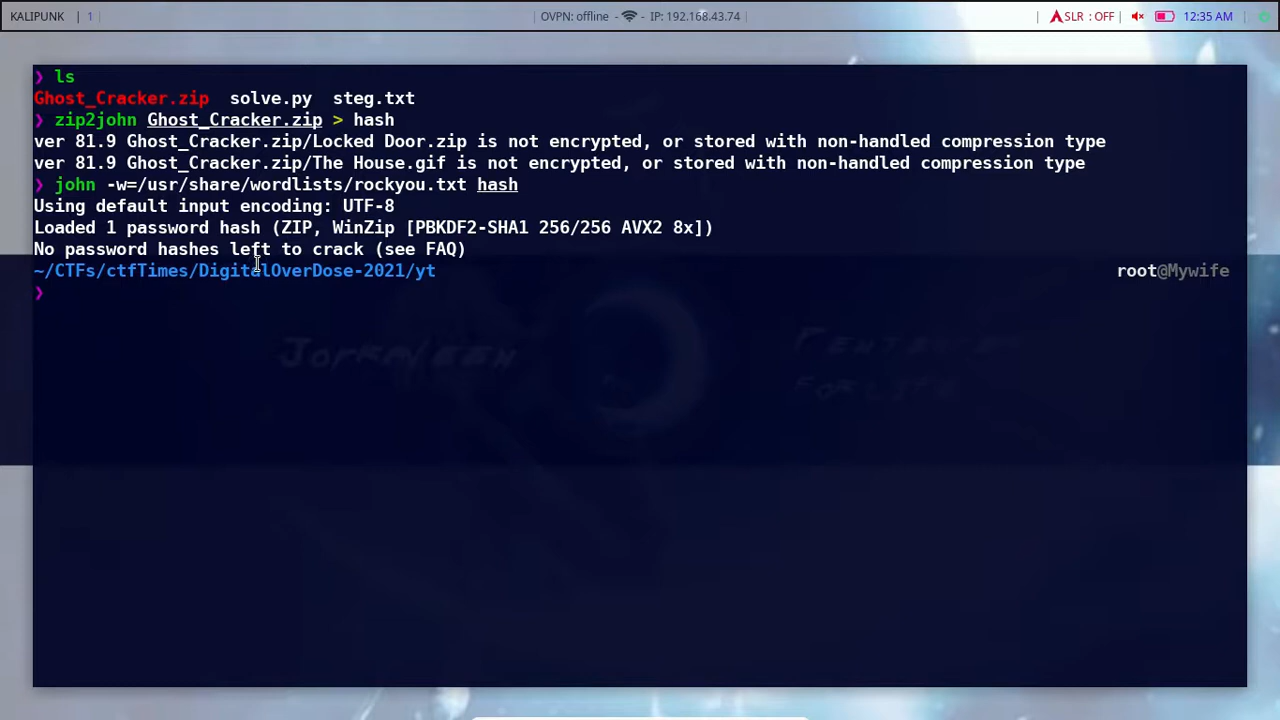 KALIPUNK | 1 | OVPN: offline - - IP: 192.168.43.74 | | SLR : OFF | 12:35 AM |
❯ ls
Ghost_Cracker.zip solve.py steg.txt
❯ zip2john Ghost_Cracker.zip > hash
ver 81.9 Ghost_Cracker.zip/Locked Door.zip is not encrypted, or stored with non-handled compression type
ver 81.9 Ghost_Cracker.zip/The House.gif is not encrypted, or stored with non-handled compression type
❯ john -w=/usr/share/wordlists/rockyou.txt hash
Using default input encoding: UTF-8
Loaded 1 password hash (ZIP, WinZip [PBKDF2-SHA1 256/256 AVX2 8x])
No password hashes left to crack (see FAQ)
~/CTFs/ctfTimes/DigitalOverDose-2021/yt root@Mywife
❯